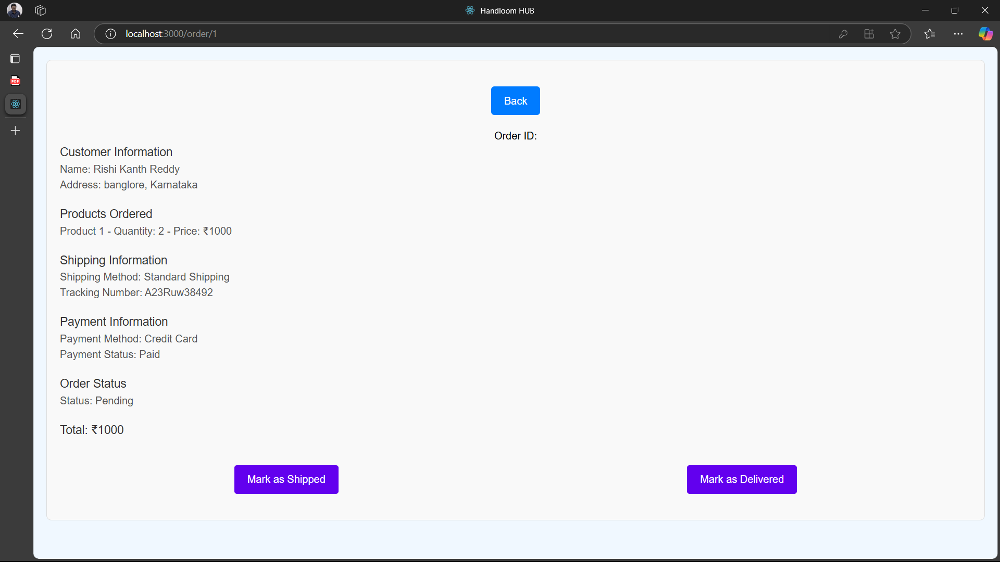 Handloom HUB
localhost:3000/order/1
PDF
Back
Order ID:
Customer Information
Name: Rishi Kanth Reddy
Address: banglore, Karnataka
Products Ordered
Product 1 - Quantity: 2 - Price: ₹1000
Shipping Information
Shipping Method: Standard Shipping
Tracking Number: A23Ruw38492
Payment Information
Payment Method: Credit Card
Payment Status: Paid
Order Status
Status: Pending
Total: ₹1000
Mark as Shipped
Mark as Delivered